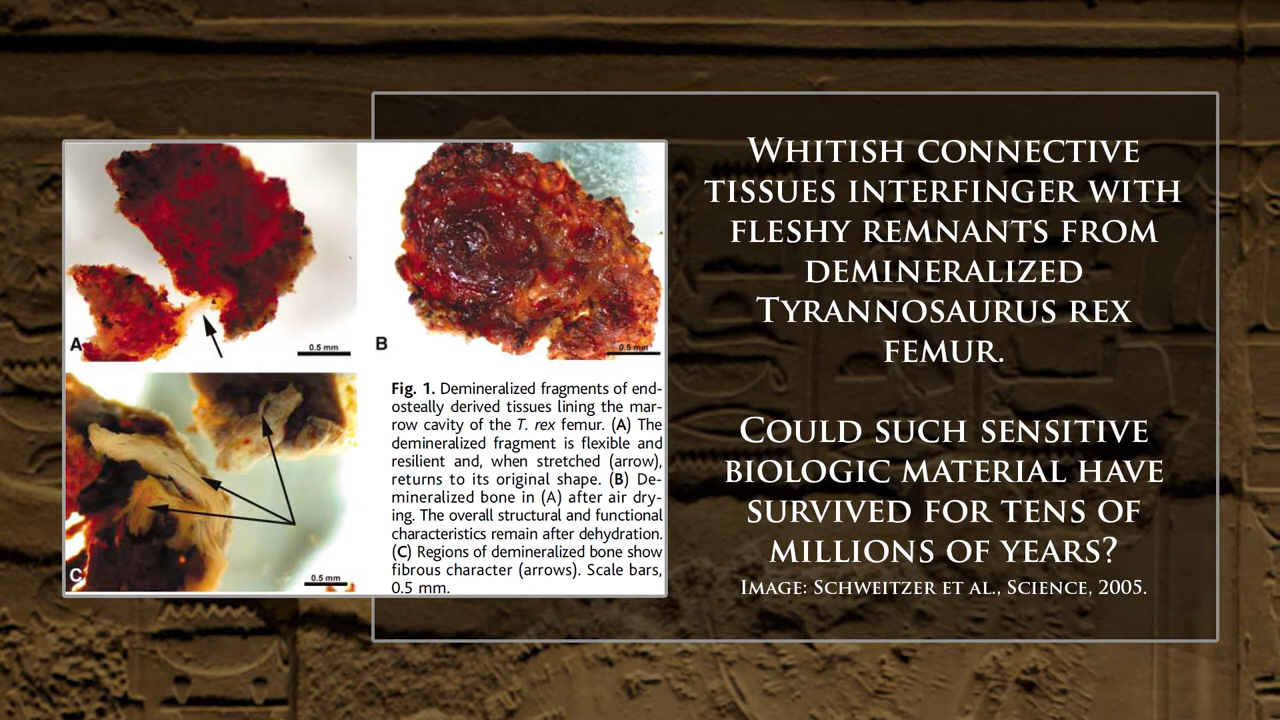 A
0.5 mm
B
0.5 mm
C
0.5 mm
Fig. 1. Demineralized fragments of end-
osteally derived tissues lining the mar-
row cavity of the T. rex femur. (A) The
demineralized fragment is flexible and
resilient and, when stretched (arrow),
returns to its original shape. (B) De-
mineralized bone in (A) after air dry-
ing. The overall structural and functional
characteristics remain after dehydration.
(C) Regions of demineralized bone show
fibrous character (arrows). Scale bars,
0.5 mm.
Whitish connective
tissues interfinger with
fleshy remnants from
demineralized
Tyrannosaurus rex
femur.
Could such sensitive
biologic material have
survived for tens of
millions of years?
Image: Schweitzer et al., Science, 2005.